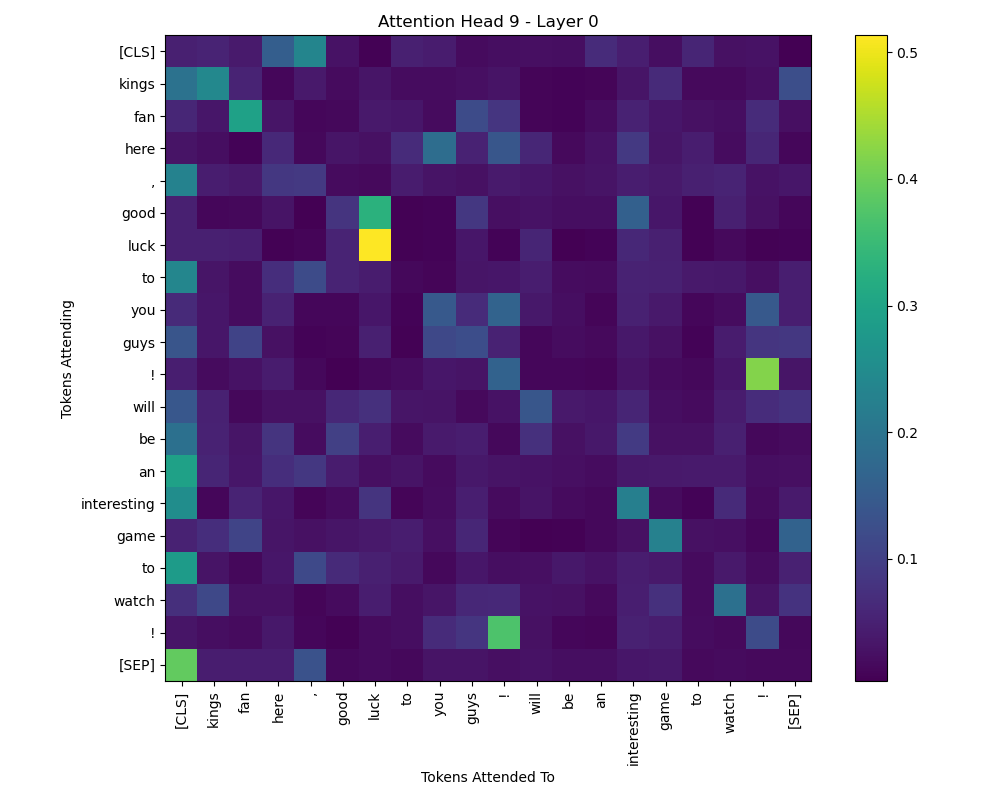 Attention Head 9 - Layer 0
Tokens Attending
[CLS]
kings
fan
here
,
good
luck
to
you
guys
!
will
be
an
interesting
game
to
watch
!
[SEP]
[CLS]
kings
fan
here
,
good
luck
to
you
guys
!
will
be
an
interesting
game
to
watch
!
[SEP]
Tokens Attended To
0.5
0.4
0.3
0.2
0.1